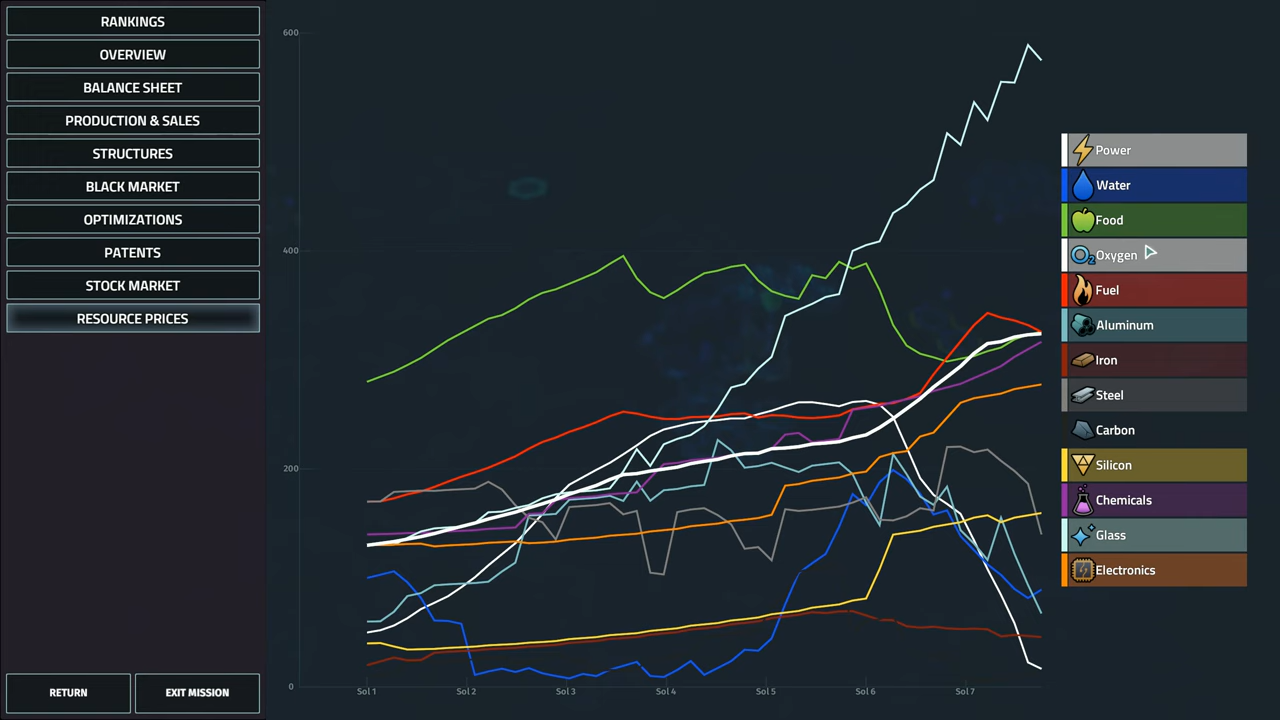 RANKINGS
OVERVIEW
BALANCE SHEET
PRODUCTION & SALES
STRUCTURES
BLACK MARKET
OPTIMIZATIONS
PATENTS
STOCK MARKET
RESOURCE PRICES
RETURN
EXIT MISSION
600
400
200
0
Sol 1
Sol 2
Sol 3
Sol 4
Sol 5
Sol 6
Sol 7
Power
Water
Food
O2 Oxygen
Fuel
Aluminum
Iron
Steel
Carbon
Silicon
Chemicals
Glass
Electronics